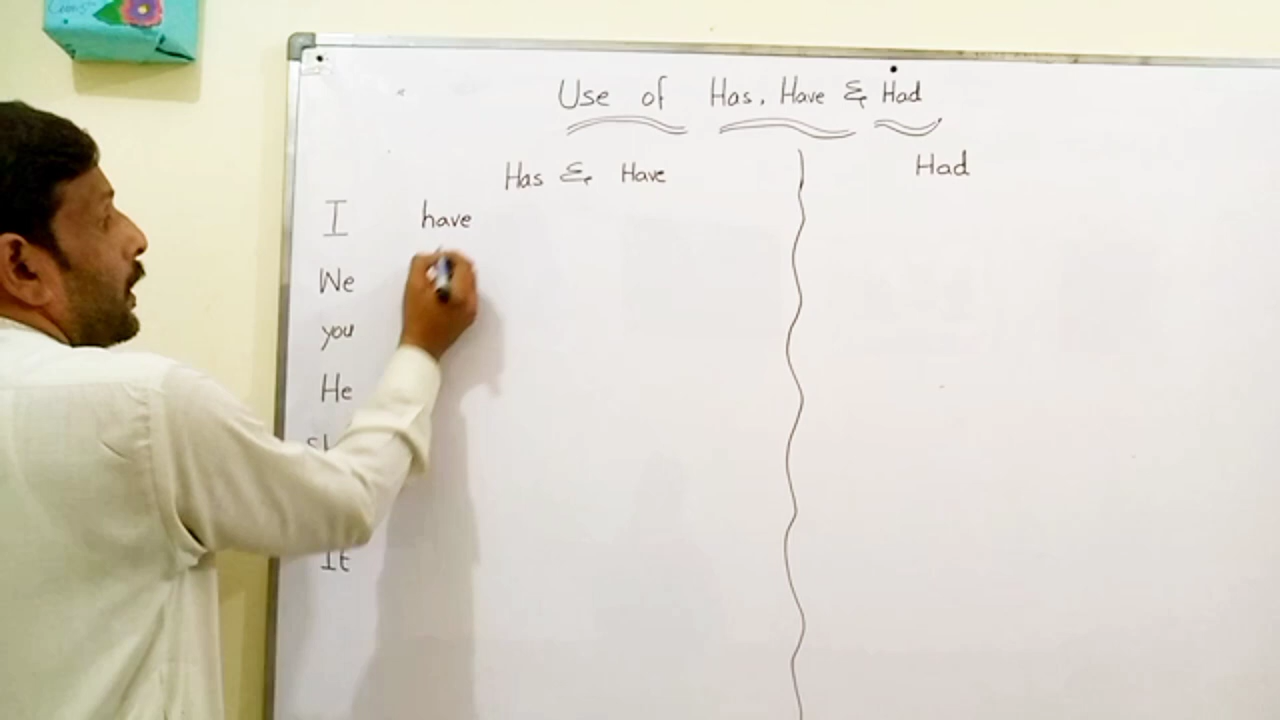 Use of Has, Have & Had
Has & Have
Had
I have
We
you
He
It